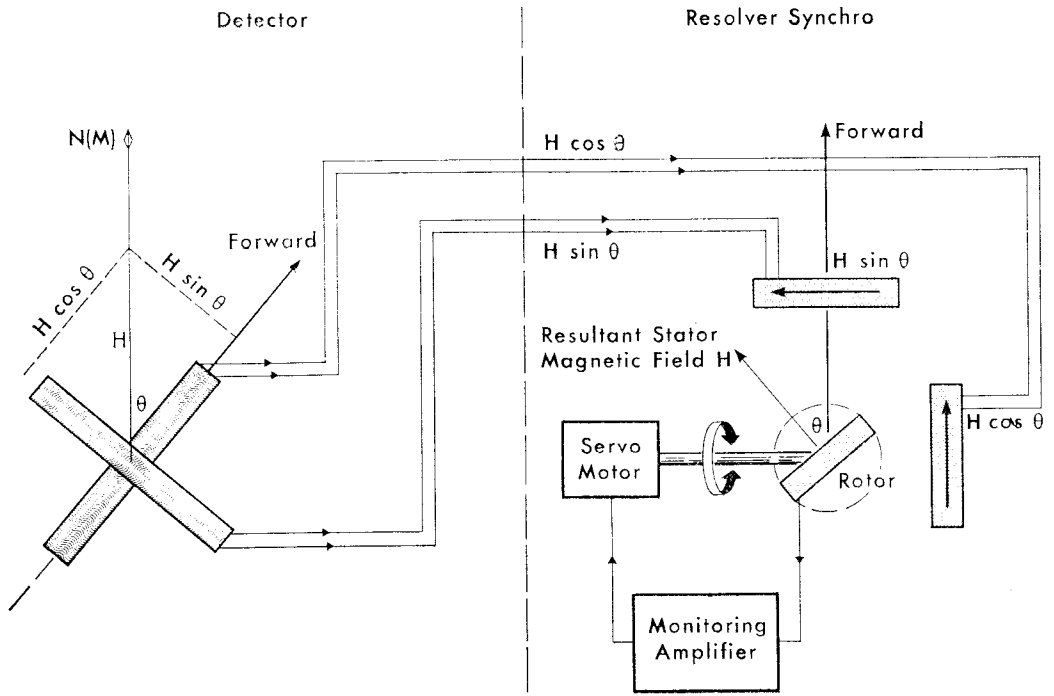 Detector
Resolver Synchro
N(M)
H cos θ
Forward
Forward
H sin θ
H cos θ
H sin θ
H sin θ
H
Resultant Stator
Magnetic Field H
θ
θ
H cos θ
Servo
Motor
Rotor
Monitoring
Amplifier